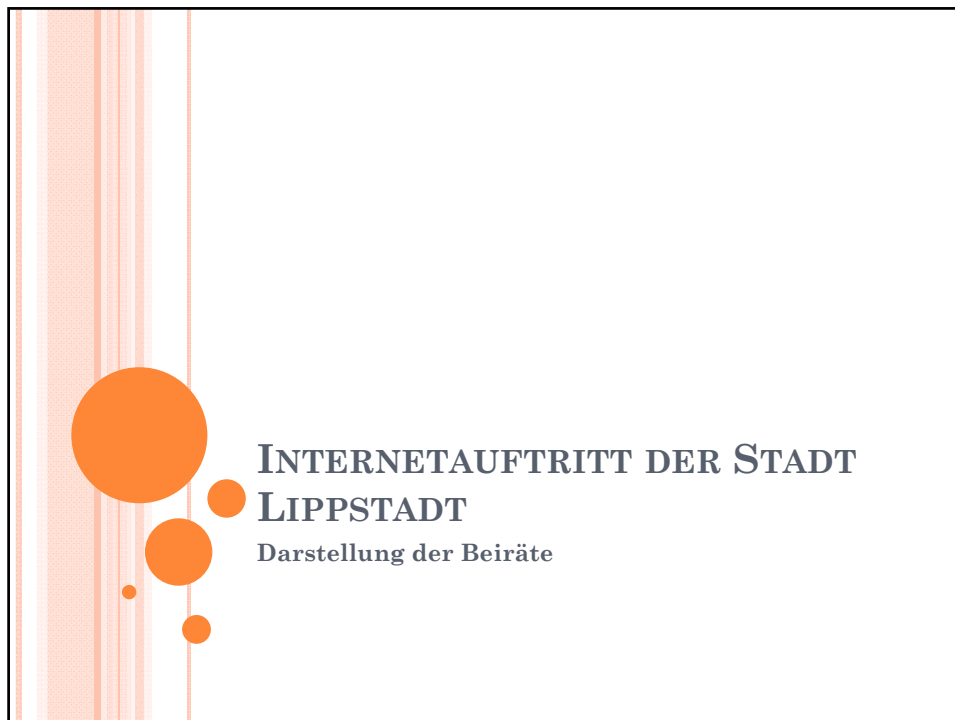 Internetauftritt der Stadt
Lippstadt
Darstellung der Beiräte